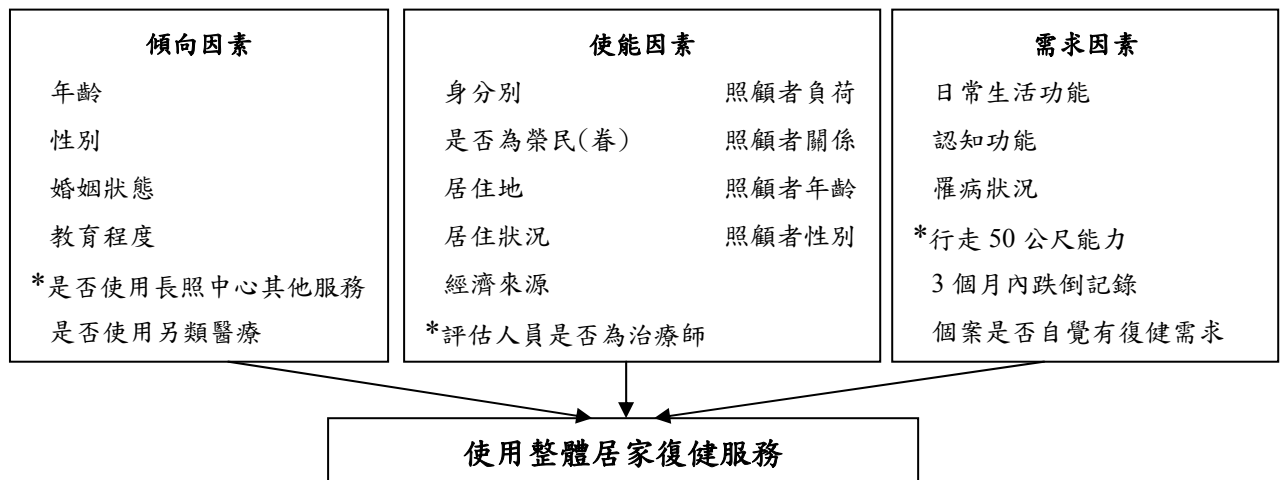 傾向因素
年齡
性別
婚姻狀態
教育程度
*是否使用長照中心其他服務
是否使用另類醫療
使能因素
身分別 照顧者負荷
是否為榮民(眷) 照顧者關係
居住地 照顧者年齡
居住狀況 照顧者性別
經濟來源
*評估人員是否為治療師
需求因素
日常生活功能
認知功能
罹病狀況
*行走 50 公尺能力
3 個月內跌倒記錄
個案是否自覺有復健需求
使用整體居家復健服務